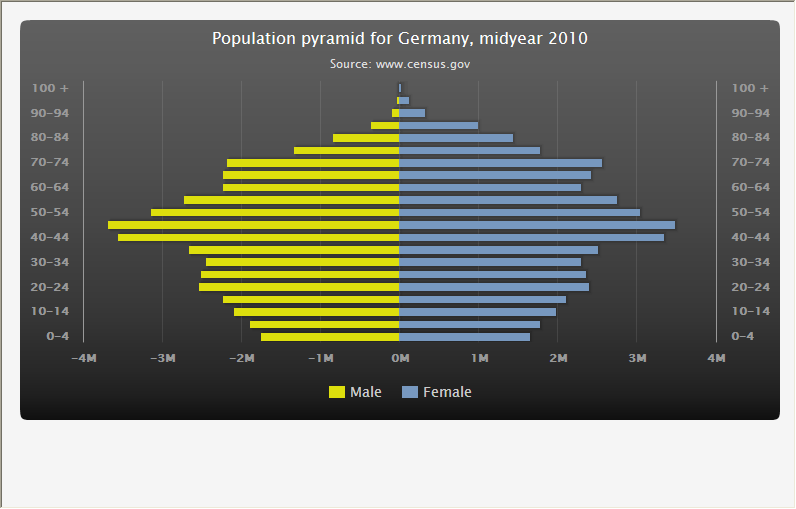 Population pyramid for Germany, midyear 2010
Source: www.census.gov
100 + 100 +
90-94 90-94
80-84 80-84
70-74 70-74
60-64 60-64
50-54 50-54
40-44 40-44
30-34 30-34
20-24 20-24
10-14 10-14
0-4 0-4
-4M -3M -2M -1M 0M 1M 2M 3M 4M
Male Female